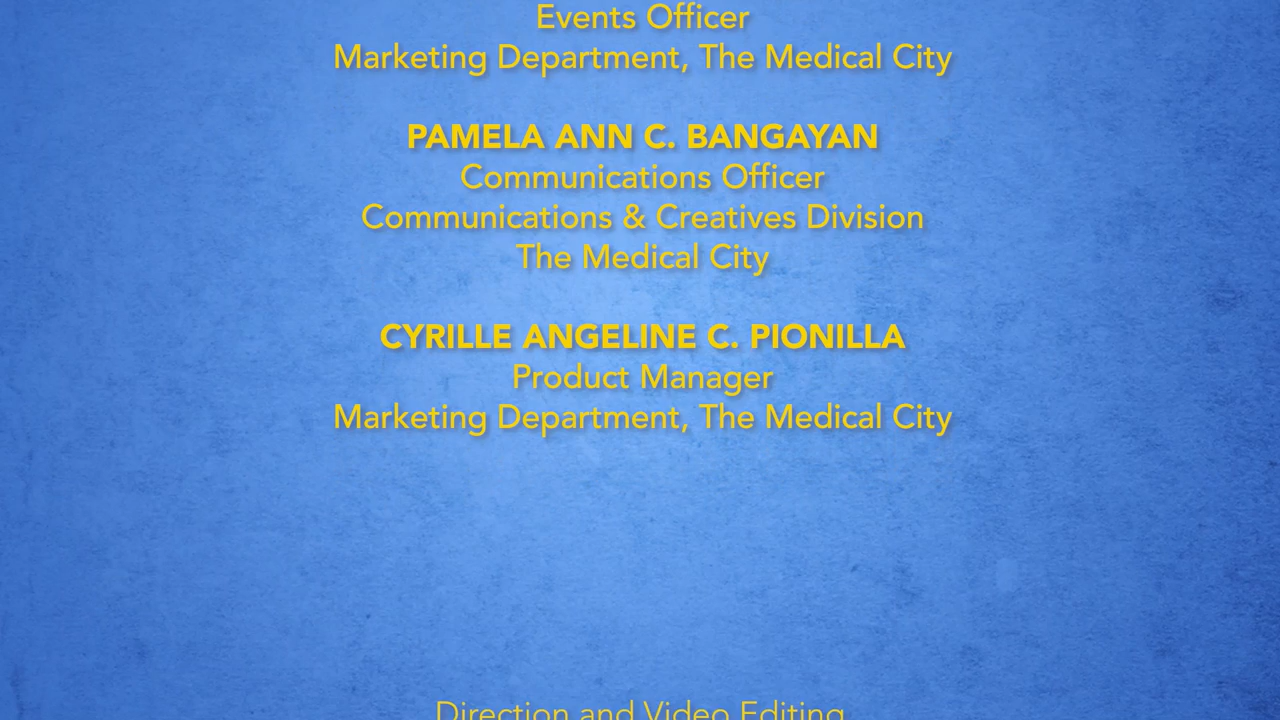 Events Officer
Marketing Department, The Medical City
PAMELA ANN C. BANGAYAN
Communications Officer
Communications & Creatives Division
The Medical City
CYRILLE ANGELINE C. PIONILLA
Product Manager
Marketing Department, The Medical City
Direction and Video Editing